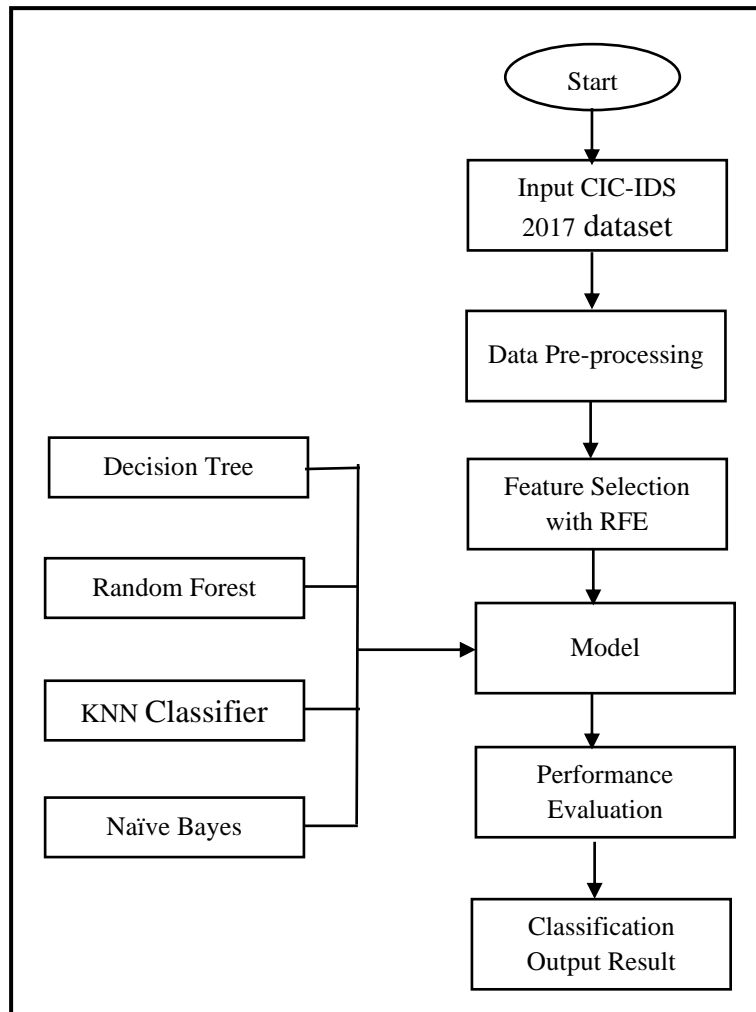 Start
Input CIC-IDS
2017 dataset
Data Pre-processing
Feature Selection
with RFE
Model
Performance
Evaluation
Classification
Output Result
Decision Tree
Random Forest
KNN Classifier
Naïve Bayes